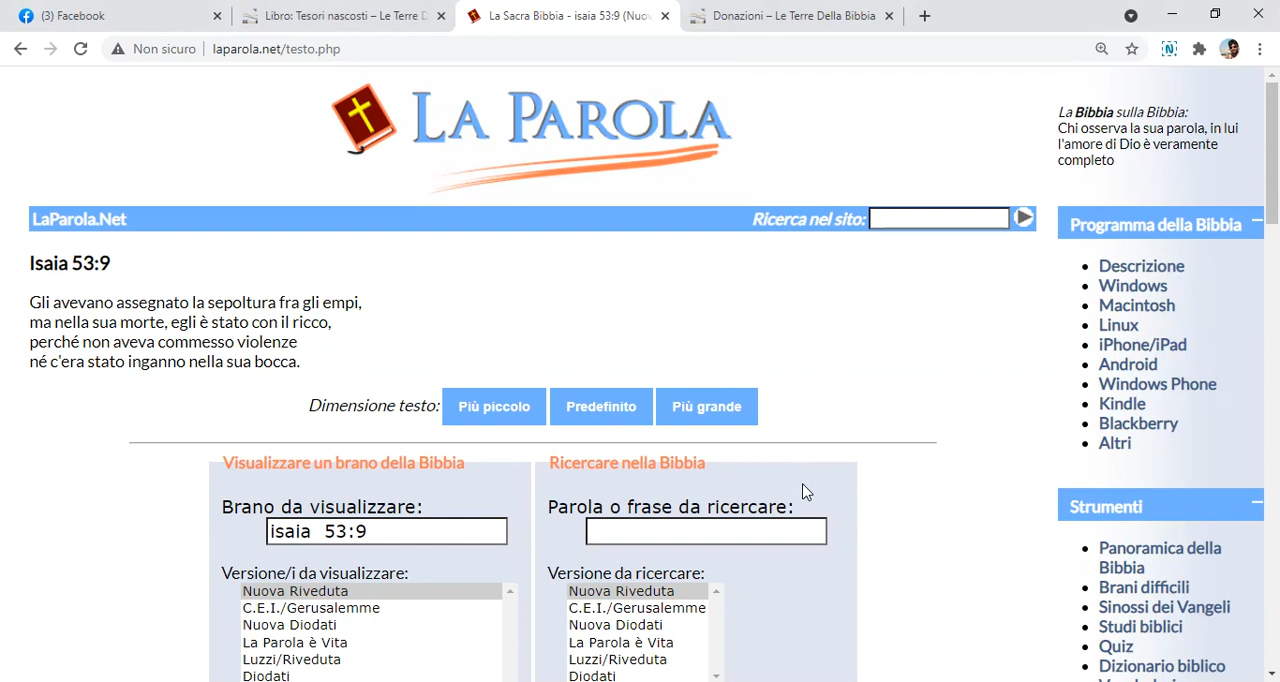 (3) Facebook
Libro: Tesori nascosti – Le Terre D
La Sacra Bibbia - isaia 53:9 (Nuo
Donazioni – Le Terre Della Bibbia
Non sicuro
laparola.net/testo.php
La Parola
La Bibbia sulla Bibbia:
Chi osserva la sua parola, in lui
l'amore di Dio è veramente
completo
LaParola.Net
Ricerca nel sito:
Programma della Bibbia
Isaia 53:9
Gli avevano assegnato la sepoltura fra gli empi,
ma nella sua morte, egli è stato con il ricco,
perché non aveva commesso violenze
né c'era stato inganno nella sua bocca.
Descrizione
Windows
Macintosh
Linux
iPhone/iPad
Android
Windows Phone
Kindle
Blackberry
Altri
Dimensione testo:
Più piccolo
Predefinito
Più grande
Visualizzare un brano della Bibbia
Brano da visualizzare:
isaia 53:9
Versione/i da visualizzare:
Nuova Riveduta
C.E.I./Gerusalemme
Nuova Diodati
La Parola è Vita
Luzzi/Riveduta
Diodati
Ricercare nella Bibbia
Parola o frase da ricercare:
Versione da ricercare:
Nuova Riveduta
C.E.I./Gerusalemme
Nuova Diodati
La Parola è Vita
Luzzi/Riveduta
Diodati
Strumenti
Panoramica della
Bibbia
Brani difficili
Sinossi dei Vangeli
Studi biblici
Quiz
Dizionario biblico